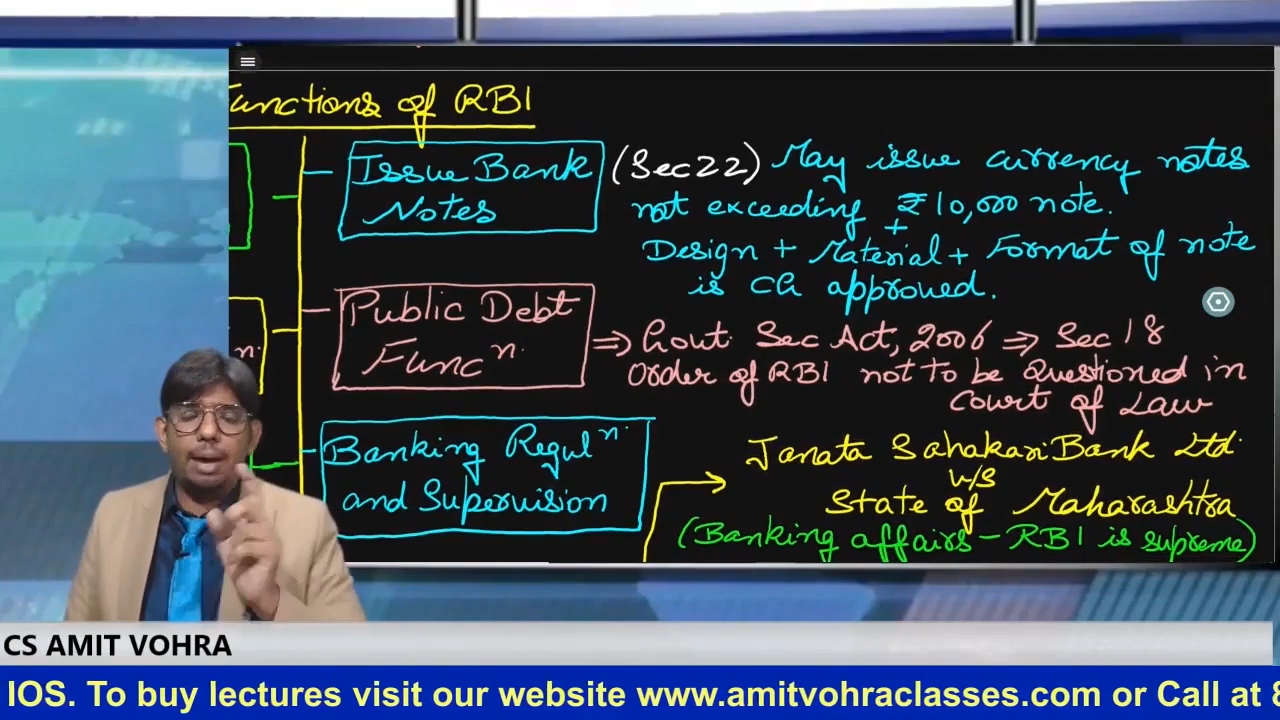 Functions of RBI
Issue Bank
Notes
(Sec 22) May issue currency notes
not exceeding ₹10,000 note.
+
Design + Material + Format of note
is CG approved.
Public Debt
Funcⁿ.
⇒ Govt Sec Act, 2006 ⇒ Sec 18
Order of RBI not to be Questioned in
Court of Law
n.
Banking Regulⁿ.
and Supervision
Janata Sahakari Bank Ltd.
v/s
State of Maharashtra
(Banking affairs - RBI is supreme)
CS AMIT VOHRA
IOS. To buy lectures visit our website www.amitvohraclasses.com or Call at 8